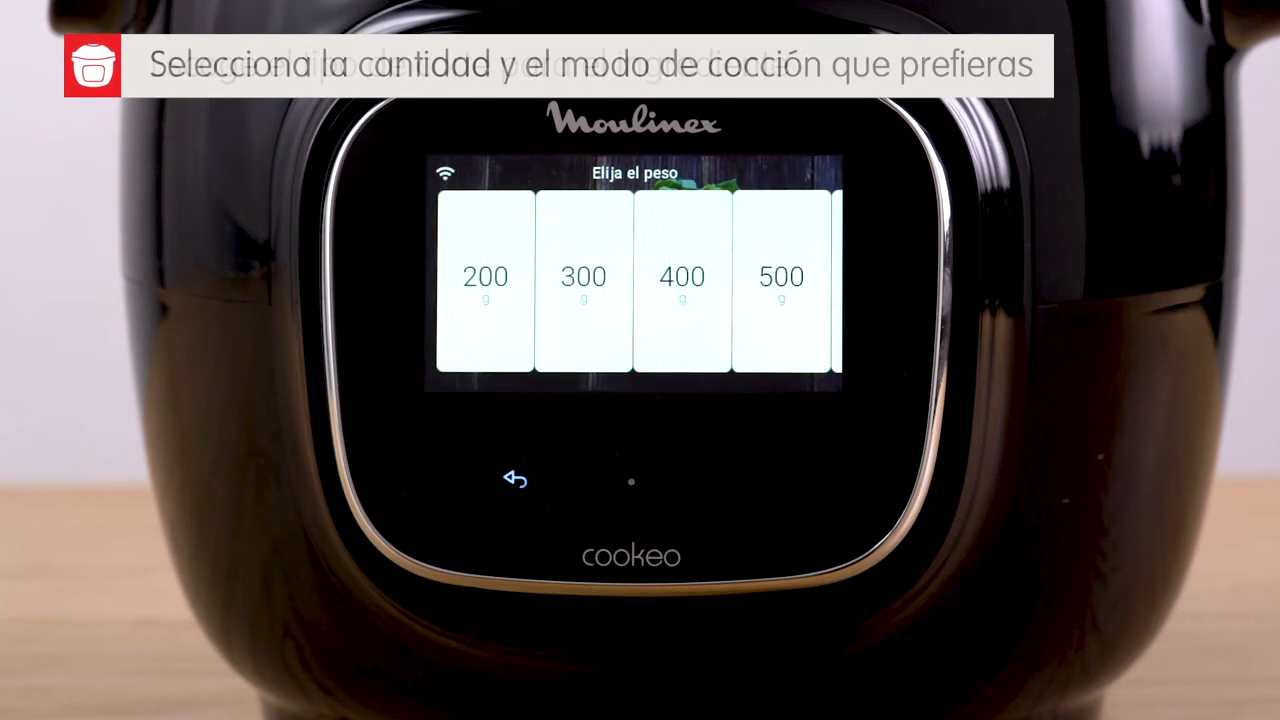 Selecciona la cantidad y el modo de cocción que prefieras
Moulinex
Elija el peso
200 300 400 500
g g g g
cookeo